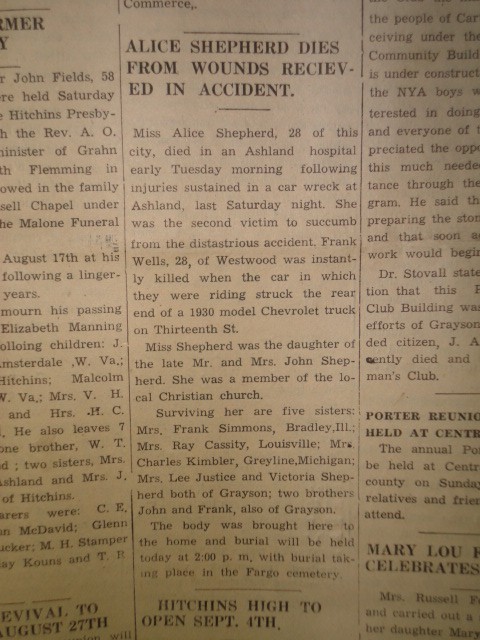 Commerce,.
RMER
Y
r John Fields, 58
ere held Saturday
e Hitchins Presby-
h the Rev. A. O.
inister of Grahn
th Flemming in
owed in the family
sell Chapel under
he Malone Funeral
August 17th at his
following a linger-
years.
mourn his passing
Elizabeth Manning
olloing children: J.
Amsterdale ,W. Va.;
Hitchins; Malcolm
W. Va,; Mrs. V. H.
and Hrs. .H. C.
. He also leaves 7
one brother, W. T.
d ; two sisters, Mrs.
Ashland and Mrs. J.
of Hitchins.
arers were: C. E.
n McDavid; Glenn
ucker; M. H. Stamper
ay Kouns and T. P.
EVIVAL TO
AUGUST 27TH
ALICE SHEPHERD DIES
FROM WOUNDS RECIEV-
ED IN ACCIDENT.
Miss Alice Shepherd, 28 of this
city, died in an Ashland hospital
early Tuesday morning following
injuries sustained in a car wreck at
Ashland, last Saturday night. She
was the second victim to succumb
from the distastrious accident. Frank
Wells, 28, of Westwood was instant-
ly killed when the car in which
they were riding struck the rear
end of a 1930 model Chevrolet truck
on Thirteenth St.
Miss Shepherd was the daughter of
the late Mr. and Mrs. John Shep-
herd. She was a member of the lo-
cal Christian church.
Surviving her are five sisters:
Mrs. Frank Simmons, Bradley,Ill.;
Mrs. Ray Cassity, Louisville; Mrs.
Charles Kimbler, Greyline,Michigan;
Mrs. Lee Justice and Victoria Shep-
herd both of Grayson; two brothers
John and Frank, also of Grayson.
The body was brought here to
the home and burial will be held
today at 2:00 p. m, with burial tak-
ing place in the Fargo cemetery.
HITCHINS HIGH TO
OPEN SEPT. 4TH,
the people of Car
ceiving under the
Community Build
is under construct
the NYA boys w
terested in doing
and everyone of t
preciated the oppo
this much neede
tance through the
gram. He said th
preparing the ston
and that soon a
work would begin
Dr. Stovall state
tion that this
Club Building was
efforts of Grayson
ded citizen, J. A
cently died and
man's Club.
PORTER REUNIO
HELD AT CENTR
The annual Po
be held at Centr
county on Sunday
relatives and frien
attend.
MARY LOU F
CELEBRATES
Mrs. Russell F
and carried out a
her daughter Mary